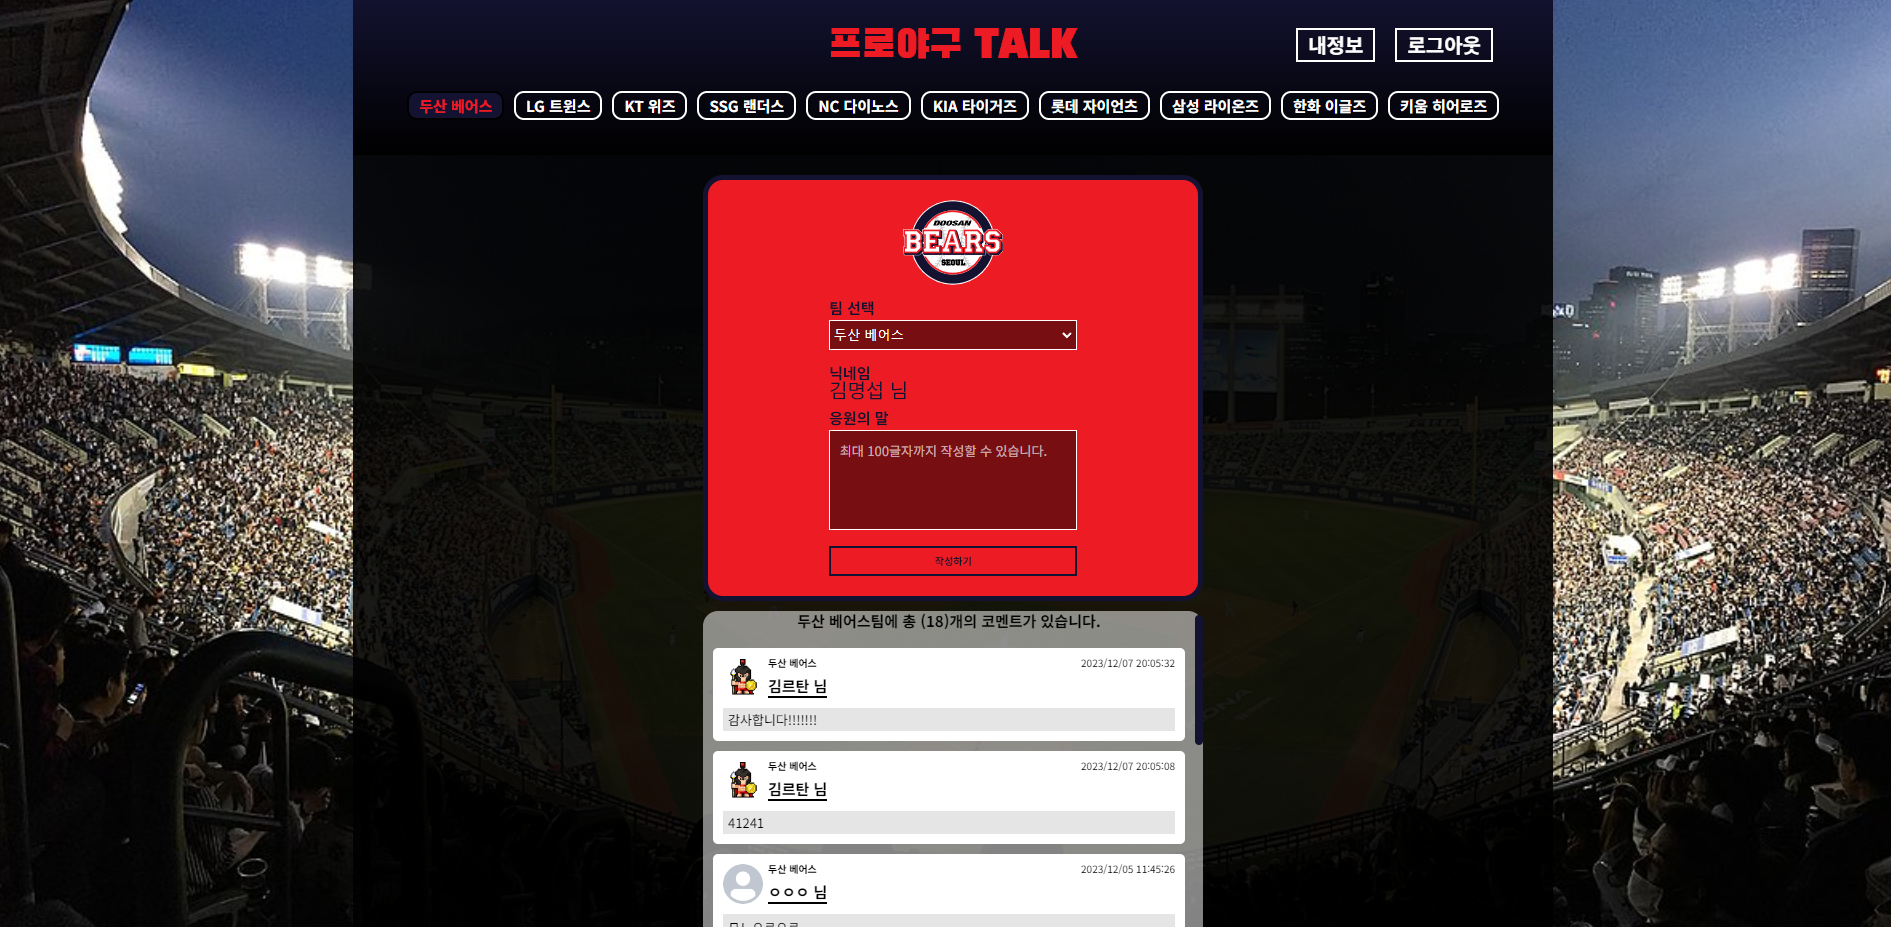 프로야구 TALK
내정보
로그아웃
두산 베어스
LG 트윈스
KT 위즈
SSG 랜더스
NC 다이노스
KIA 타이거즈
롯데 자이언츠
삼성 라이온즈
한화 이글즈
키움 히어로즈
DOOSAN
BEARS
SEOUL
팀 선택
두산 베어스
닉네임
김명섭 님
응원의 말
최대 100글자까지 작성할 수 있습니다.
작성하기
두산 베어스팀에 총 (18)개의 코멘트가 있습니다.
두산 베어스
2023/12/07 20:05:32
김르탄 님
감사합니다!!!!!!!
두산 베어스
2023/12/07 20:05:08
김르탄 님
41241
두산 베어스
2023/12/05 11:45:26
ㅇㅇㅇ 님